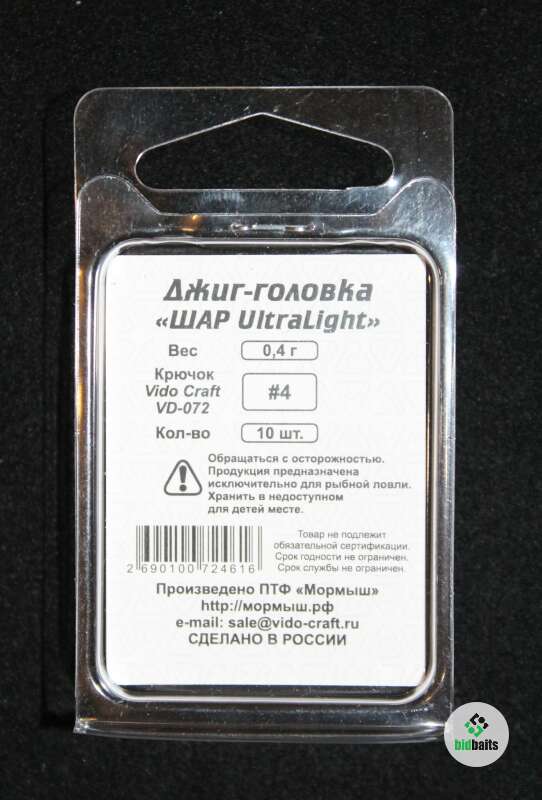 Джиг-головка
«ШАР UltraLight»
Вес 0,4 г
Крючок
Vido Craft #4
VD-072
Кол-во 10 шт.
Обращаться с осторожностью.
Продукция предназначена
исключительно для рыбной ловли.
Хранить в недоступном
для детей месте.
Товар не подлежит
обязательной сертификации.
Срок годности не ограничен.
Срок службы не ограничен.
2 690100 724616
Произведено ПТФ «Мормыш»
http://мормыш.рф
e-mail: sale@vido-craft.ru
СДЕЛАНО В РОССИИ
bidbaits